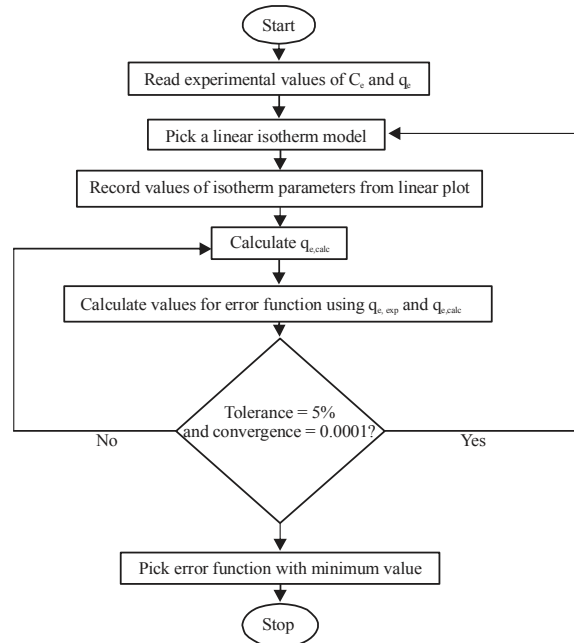 Start
Read experimental values of Ce and qe
Pick a linear isotherm model
Record values of isotherm parameters from linear plot
Calculate qe,calc
Calculate values for error function using qe, exp and qe,calc
Tolerance = 5%
and convergence = 0.0001?
No
Yes
Pick error function with minimum value
Stop